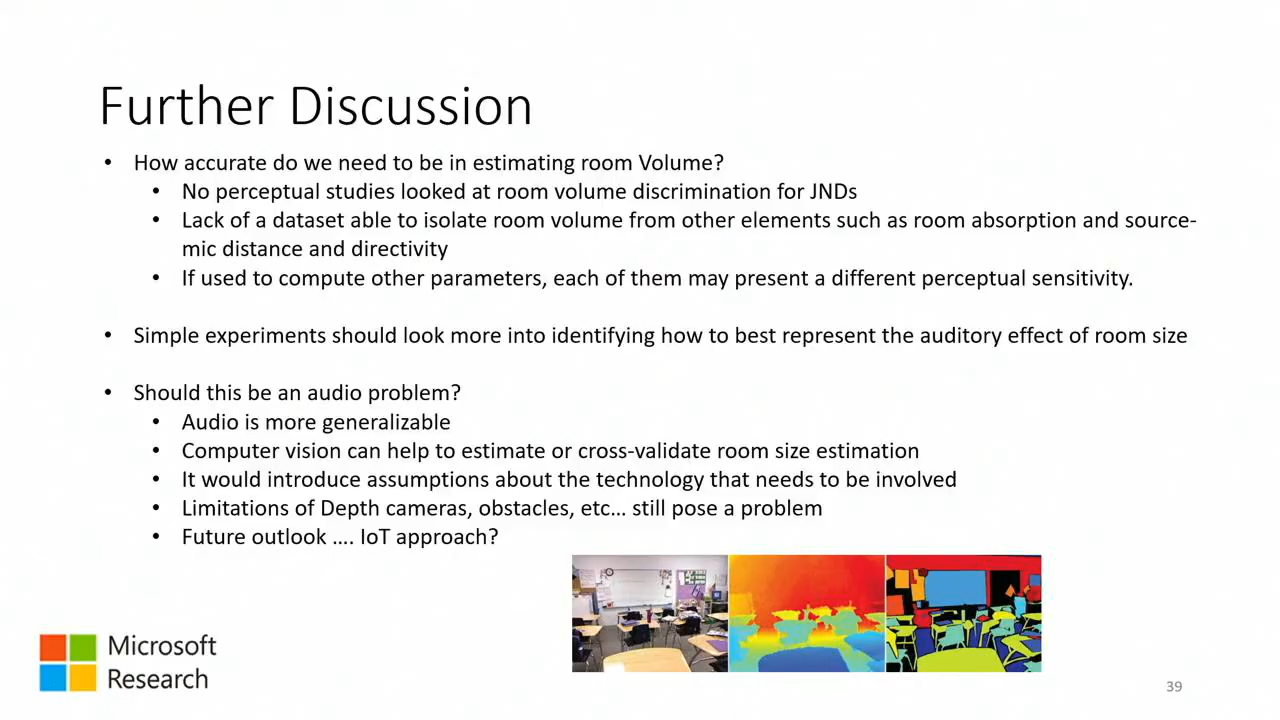 Further Discussion
• How accurate do we need to be in estimating room Volume?
• No perceptual studies looked at room volume discrimination for JNDs
• Lack of a dataset able to isolate room volume from other elements such as room absorption and source-
mic distance and directivity
• If used to compute other parameters, each of them may present a different perceptual sensitivity.
• Simple experiments should look more into identifying how to best represent the auditory effect of room size
• Should this be an audio problem?
• Audio is more generalizable
• Computer vision can help to estimate or cross-validate room size estimation
• It would introduce assumptions about the technology that needs to be involved
• Limitations of Depth cameras, obstacles, etc… still pose a problem
• Future outlook …. IoT approach?
Microsoft
Research
39